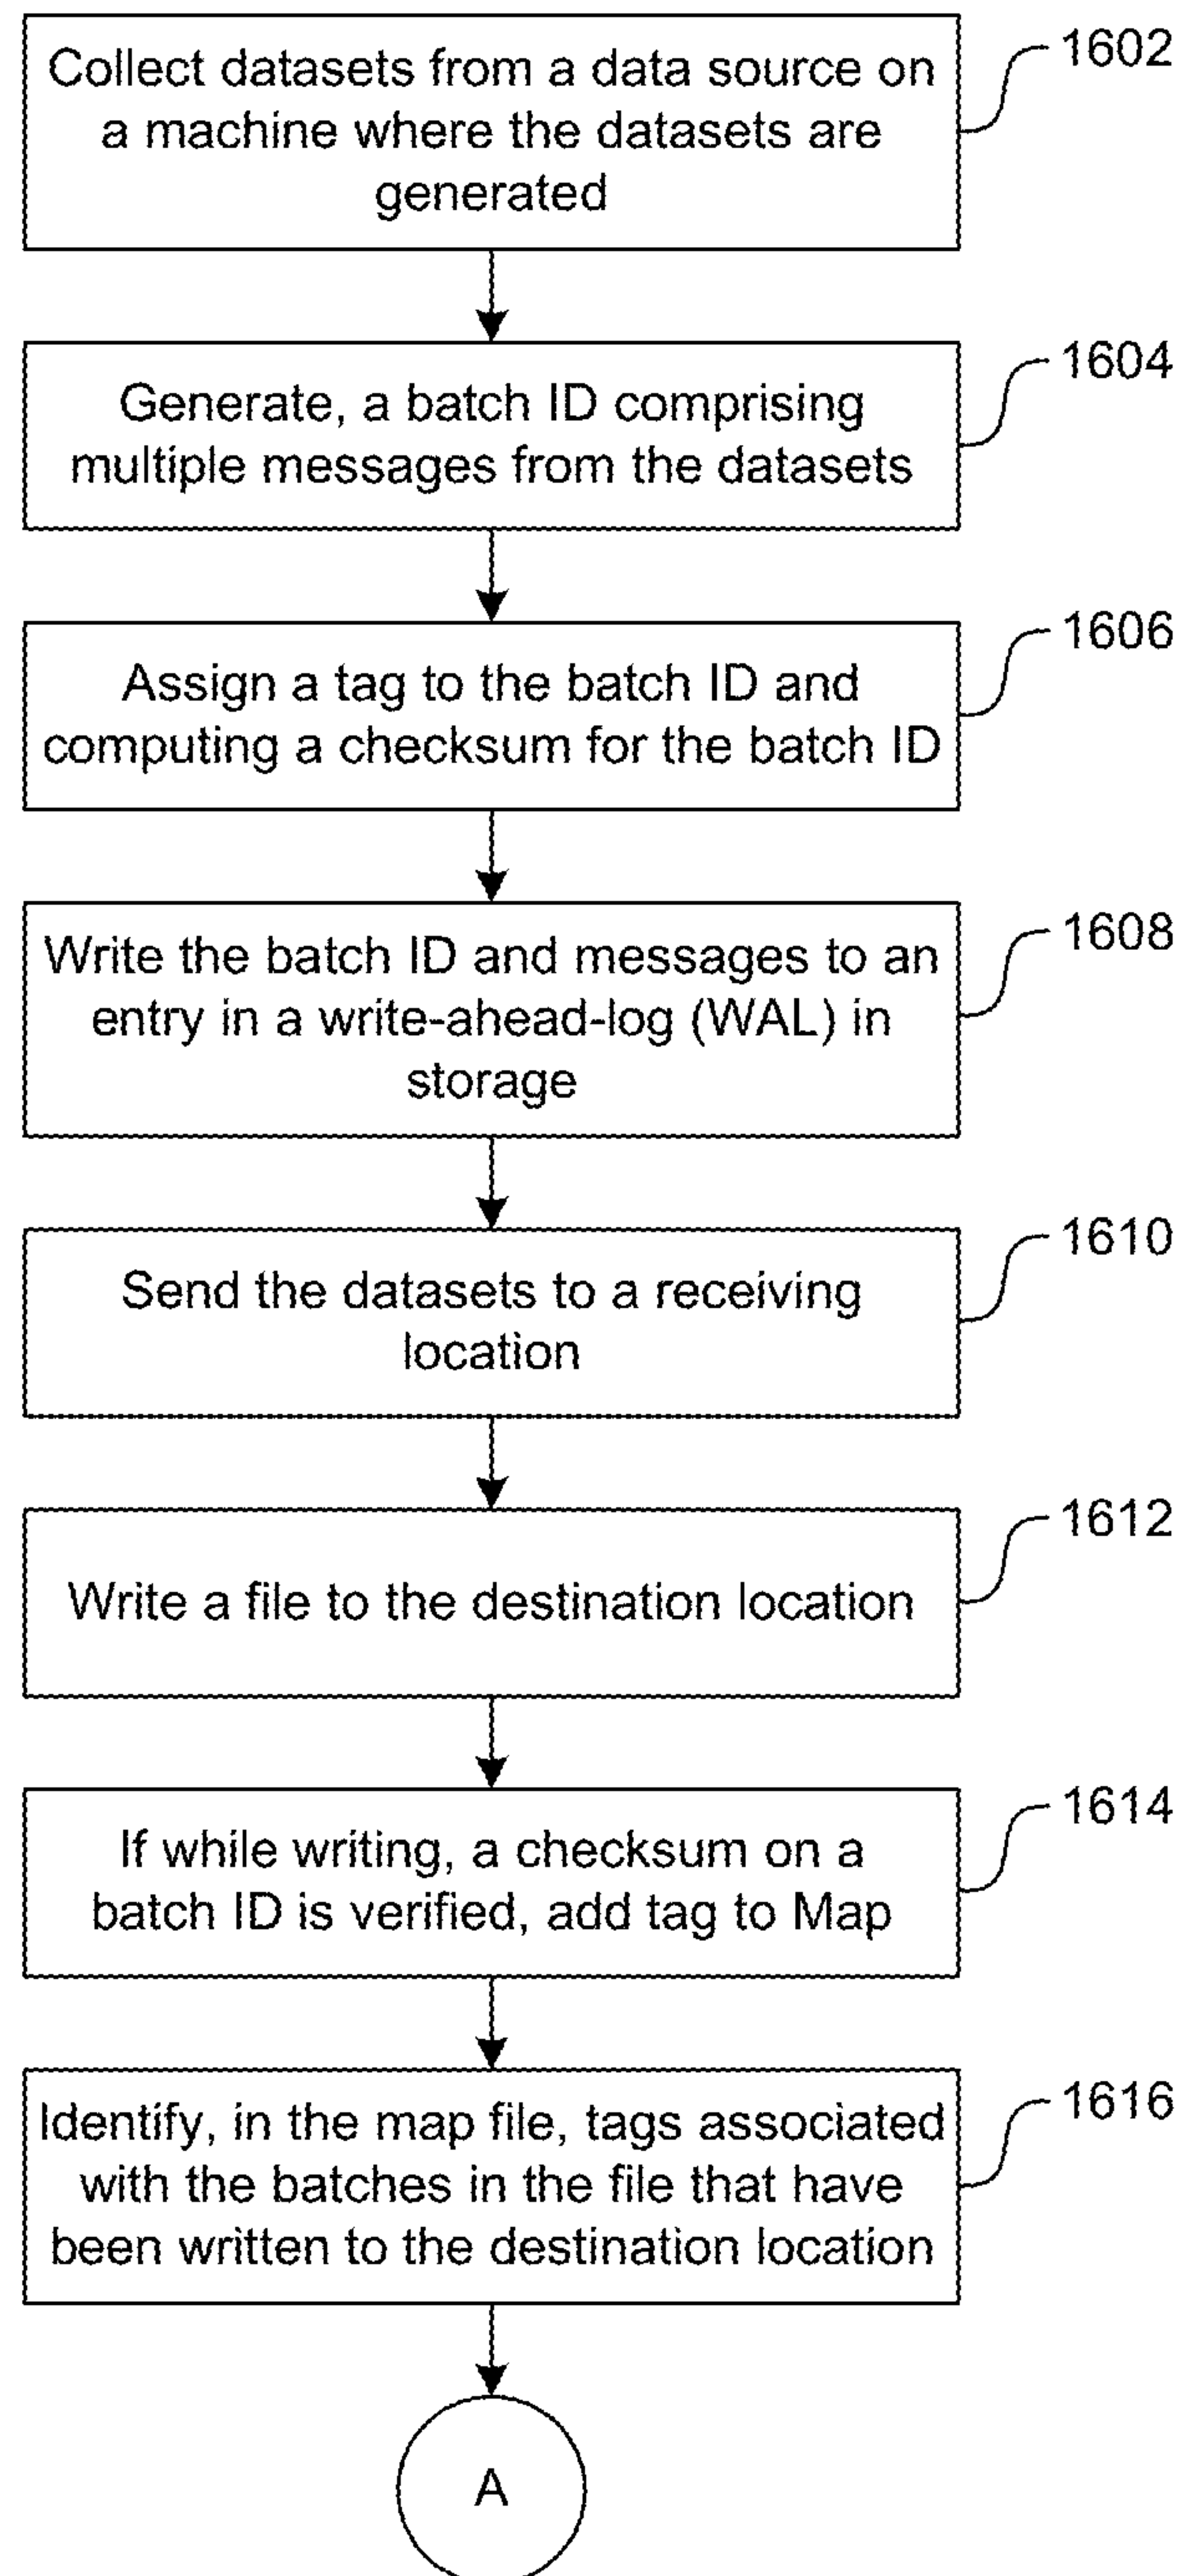 Collect datasets from a data source on
a machine where the datasets are
generated
1602
Generate, a batch ID comprising
multiple messages from the datasets
1604
Assign a tag to the batch ID and
computing a checksum for the batch ID
1606
Write the batch ID and messages to an
entry in a write-ahead-log (WAL) in
storage
1608
Send the datasets to a receiving
location
1610
Write a file to the destination location
1612
If while writing, a checksum on a
batch ID is verified, add tag to Map
1614
Identify, in the map file, tags associated
with the batches in the file that have
been written to the destination location
1616
A